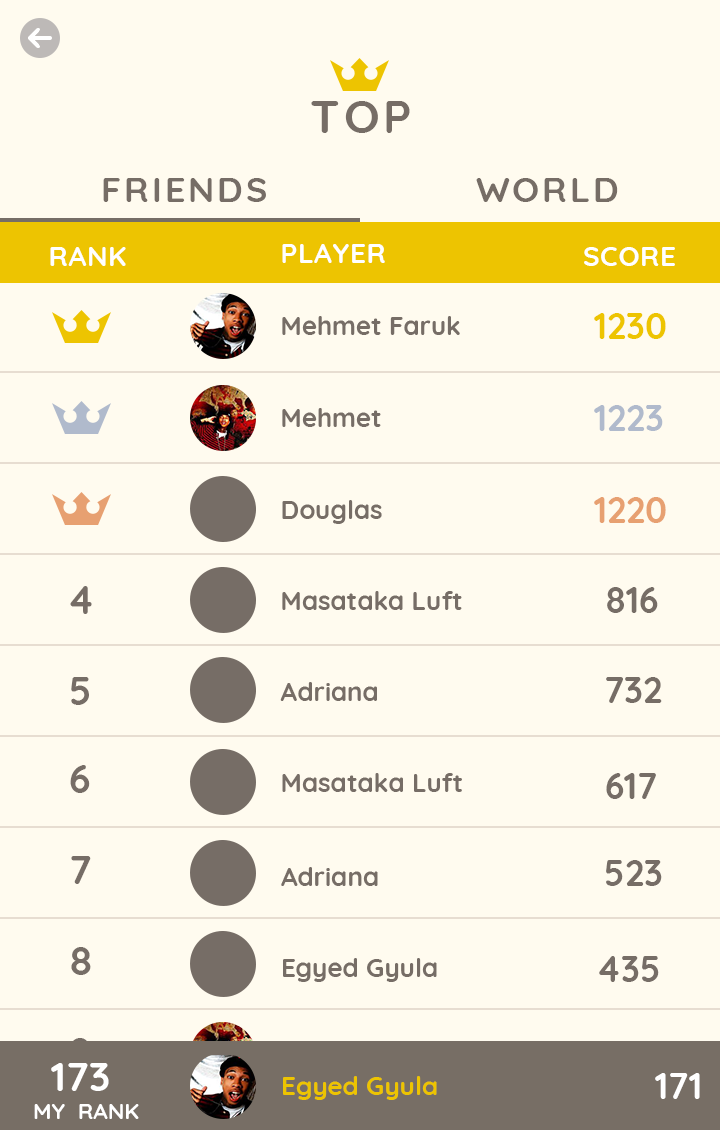 TOP
FRIENDS WORLD
RANK PLAYER SCORE
Mehmet Faruk 1230
Mehmet 1223
Douglas 1220
4 Masataka Luft 816
5 Adriana 732
6 Masataka Luft 617
7 Adriana 523
8 Egyed Gyula 435
173 Egyed Gyula 171
MY RANK